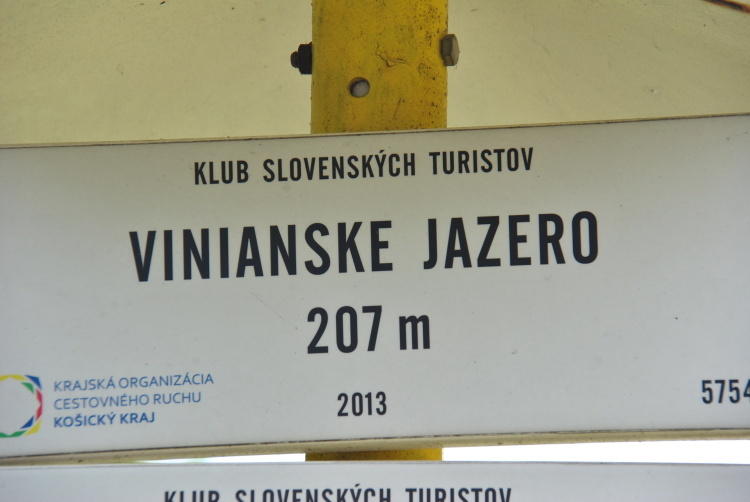 KLUB SLOVENSKÝCH TURISTOV
VINIANSKE JAZERO
207 m
KRAJSKÁ ORGANIZÁCIA
CESTOVNÉHO RUCHU
KOŠICKÝ KRAJ
2013
5754
KLUB SLOVENSKÝCH TURISTOV